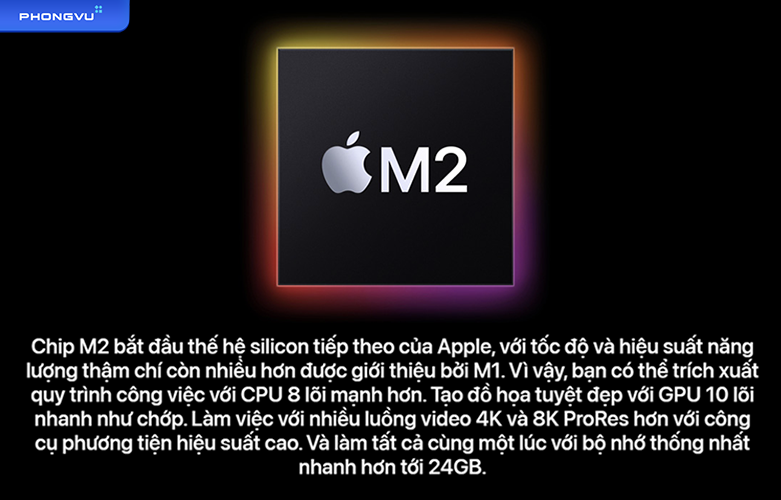 PHONGVU
M2
Chip M2 bắt đầu thế hệ silicon tiếp theo của Apple, với tốc độ và hiệu suất năng
lượng thậm chí còn nhiều hơn được giới thiệu bởi M1. Vì vậy, bạn có thể trích xuất
quy trình công việc với CPU 8 lõi mạnh hơn. Tạo đồ họa tuyệt đẹp với GPU 10 lõi
nhanh như chớp. Làm việc với nhiều luồng video 4K và 8K ProRes hơn với công
cụ phương tiện hiệu suất cao. Và làm tất cả cùng một lúc với bộ nhớ thống nhất
nhanh hơn tới 24GB.